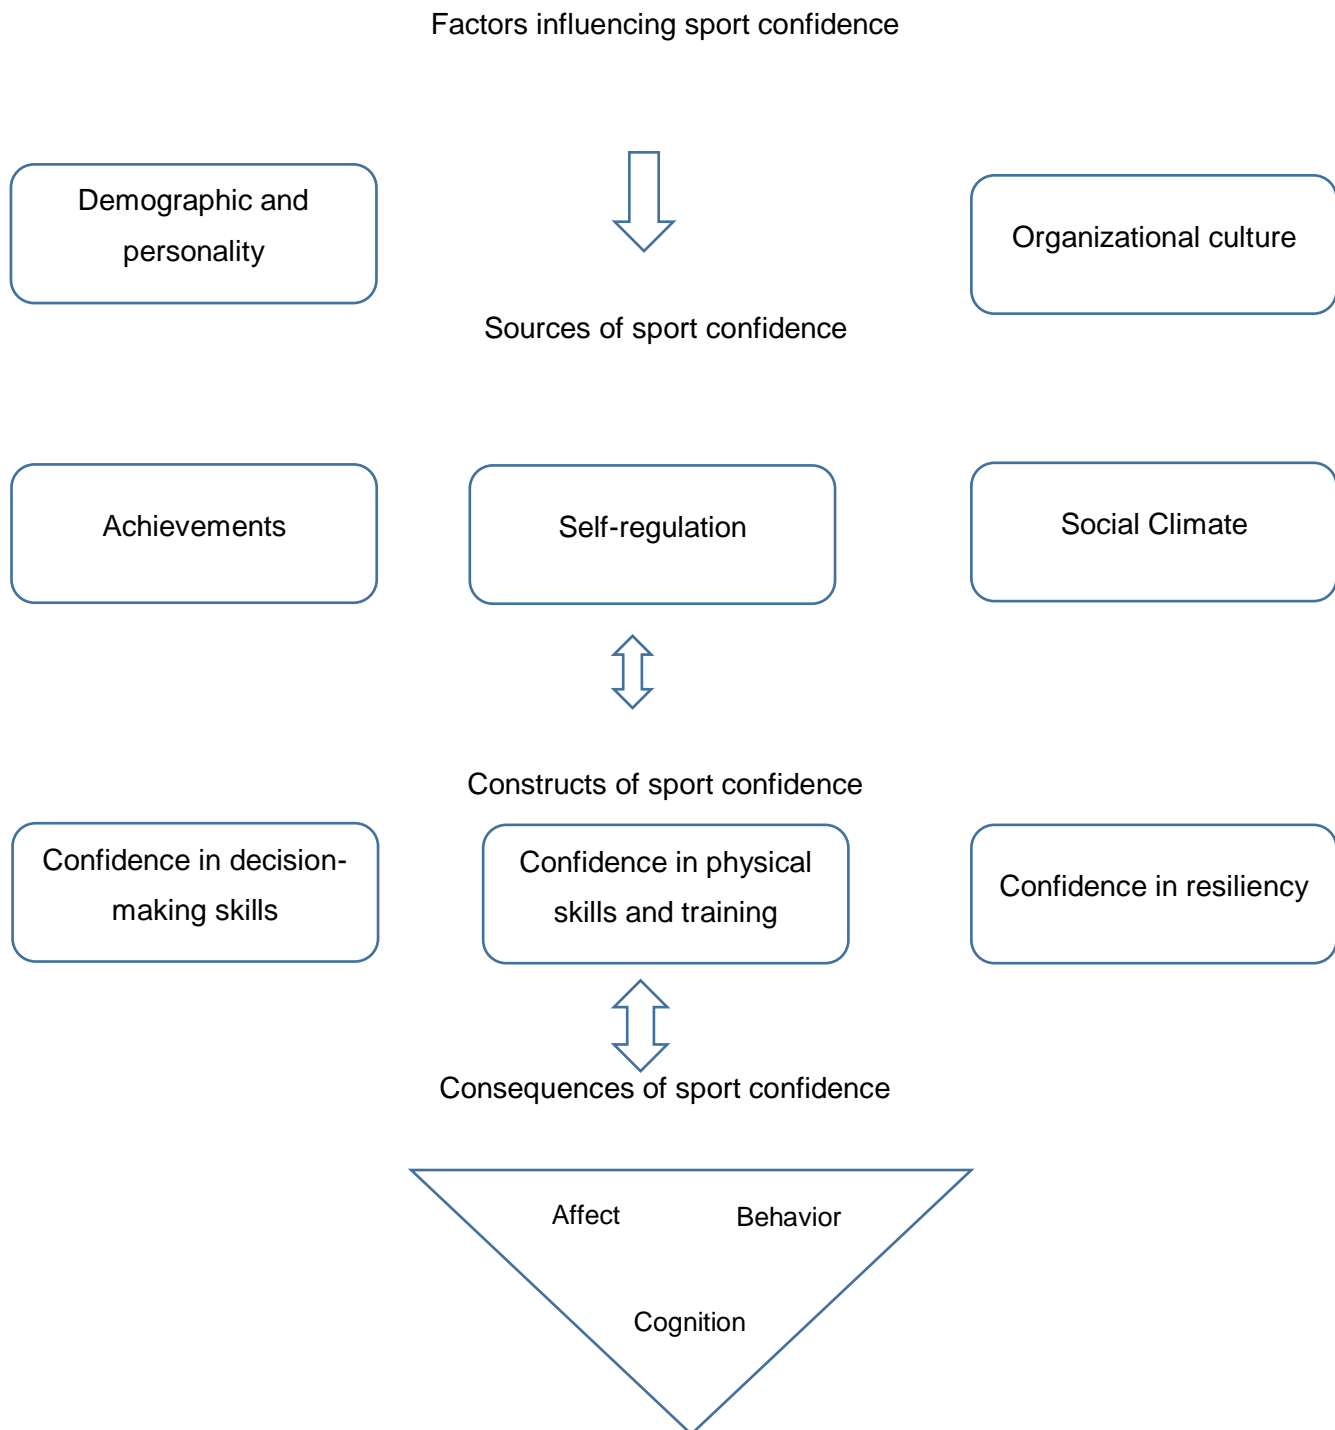 Factors influencing sport confidence
Demographic and
personality
Organizational culture
Sources of sport confidence
Achievements
Self-regulation
Social Climate
Constructs of sport confidence
Confidence in decision-
making skills
Confidence in physical
skills and training
Confidence in resiliency
Consequences of sport confidence
Affect
Behavior
Cognition